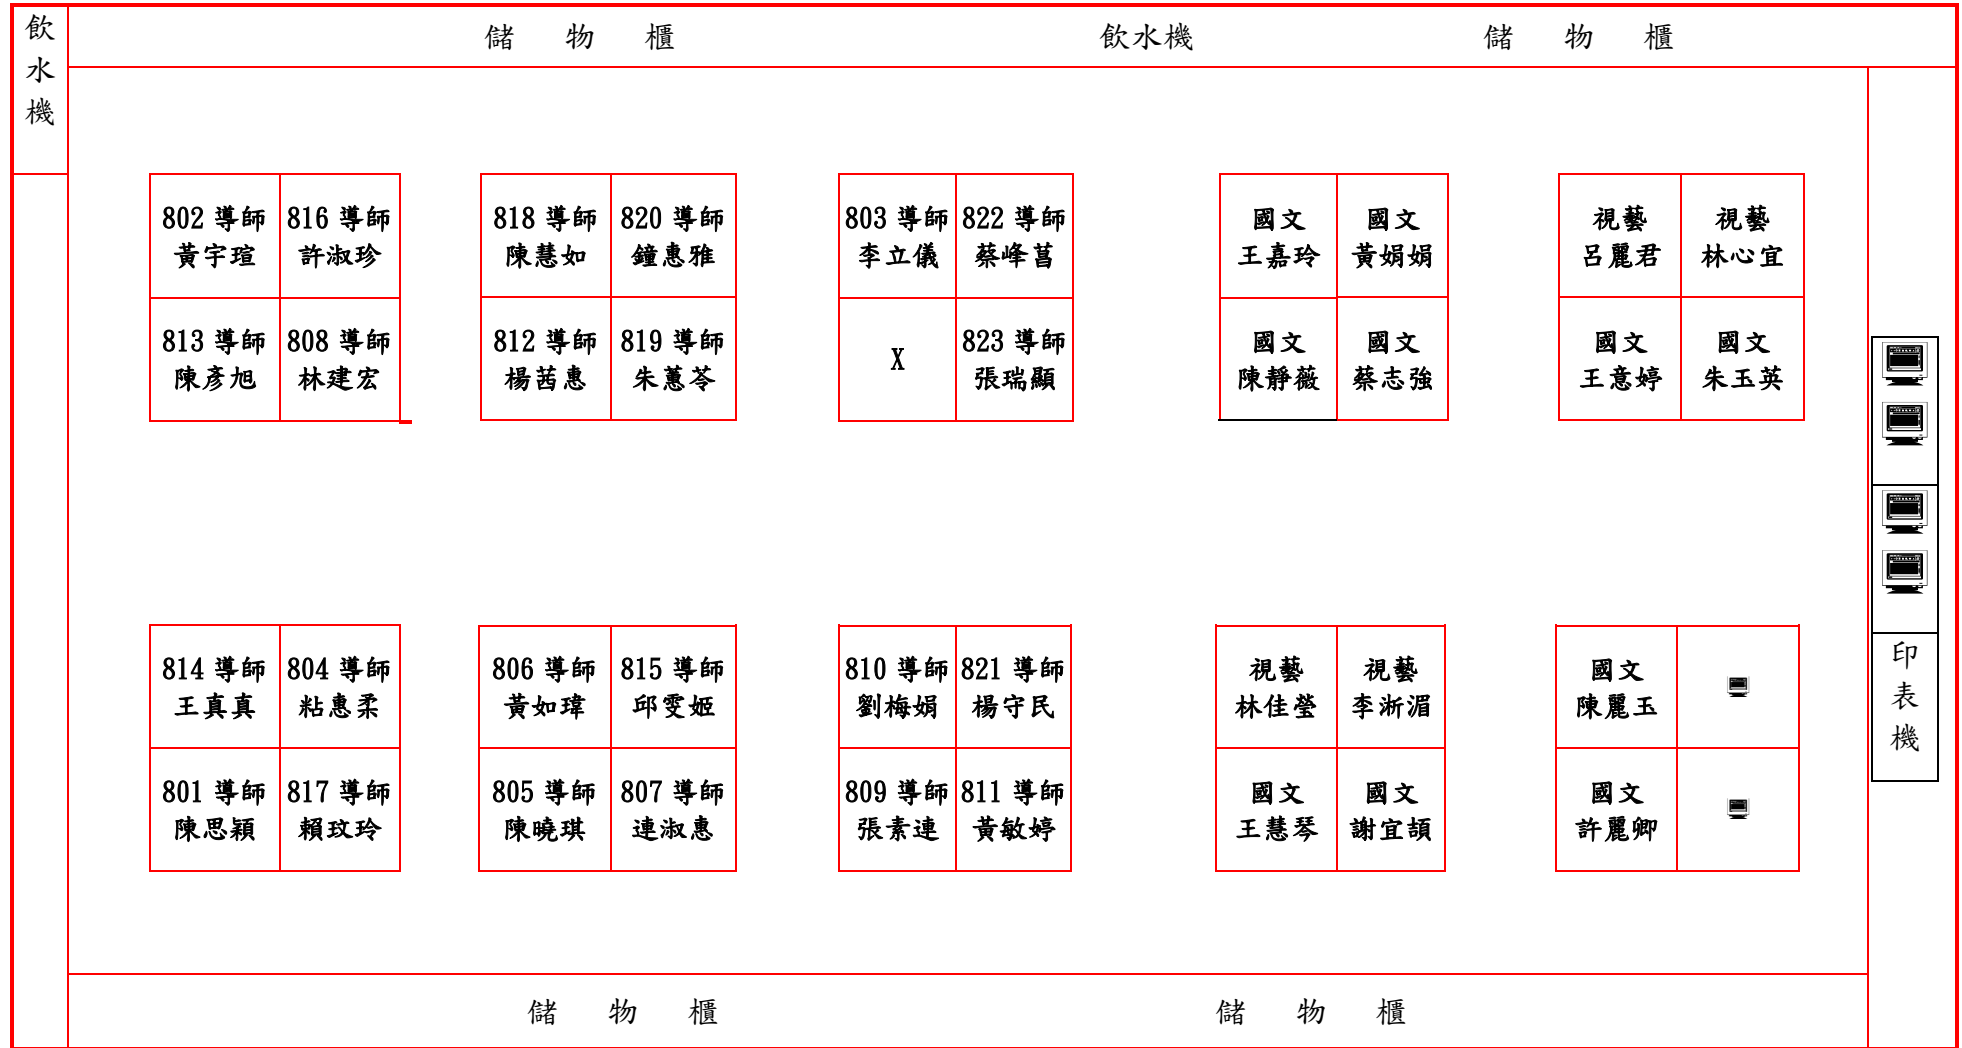 飲水機
儲 物 櫃 飲水機 儲 物 櫃
802 導師 816 導師 818 導師 820 導師 803 導師 822 導師 國文 國文 視藝 視藝
黃宇瑄 許淑珍 陳慧如 鐘惠雅 李立儀 蔡峰菖 王嘉玲 黃娟娟 呂麗君 林心宜
813 導師 808 導師 812 導師 819 導師 X 823 導師 國文 國文 國文 國文
陳彥旭 林建宏 楊茜惠 朱蕙苓 張瑞顯 陳靜薇 蔡志強 王意婷 朱玉英
814 導師 804 導師 806 導師 815 導師 810 導師 821 導師 視藝 視藝 國文
王真真 粘惠柔 黃如瑋 邱雯姬 劉梅娟 楊守民 林佳瑩 李淅湄 陳麗玉
印表機
801 導師 817 導師 805 導師 807 導師 809 導師 811 導師 國文 國文 國文
陳思穎 賴玟玲 陳曉琪 連淑惠 張素連 黃敏婷 王慧琴 謝宜頡 許麗卿
儲 物 櫃 儲 物 櫃